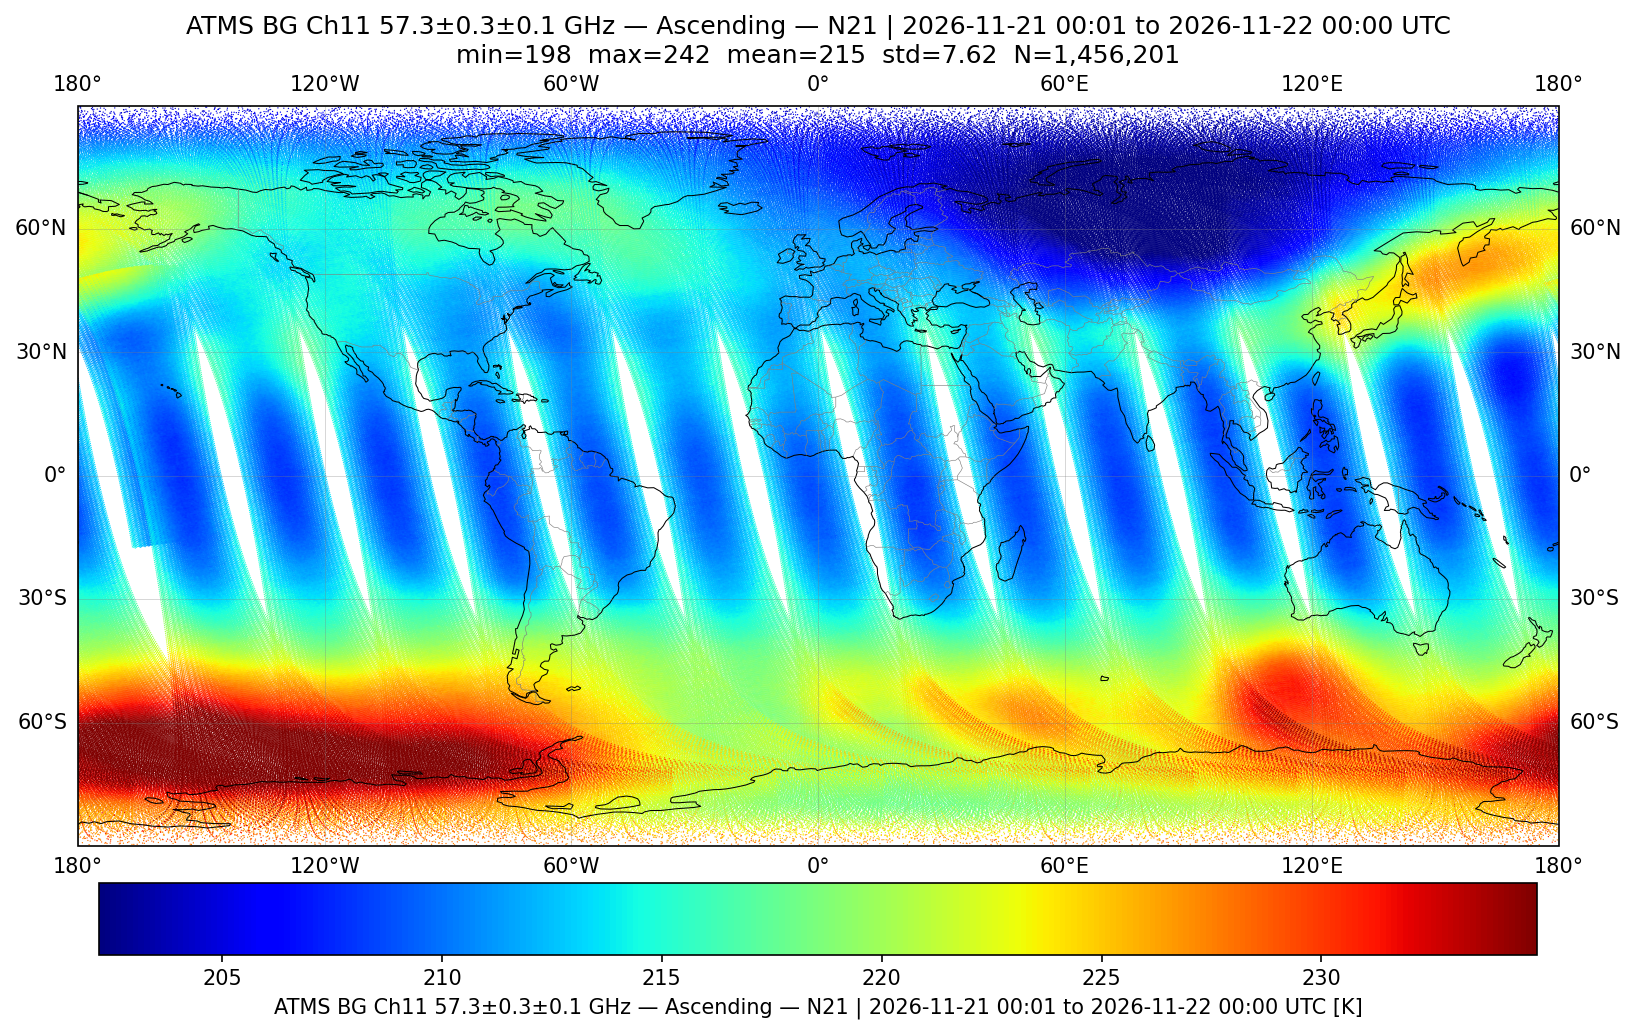 ATMS BG Ch11 57.3±0.3±0.1 GHz — Ascending — N21 | 2026-11-21 00:01 to 2026-11-22 00:00 UTC
min=198 max=242 mean=215 std=7.62 N=1,456,201
180° 120°W 60°W 0° 60°E 120°E 180°
60°N 60°N
30°N 30°N
0° 0°
30°S 30°S
60°S 60°S
180° 120°W 60°W 0° 60°E 120°E 180°
205 210 215 220 225 230
ATMS BG Ch11 57.3±0.3±0.1 GHz — Ascending — N21 | 2026-11-21 00:01 to 2026-11-22 00:00 UTC [K]